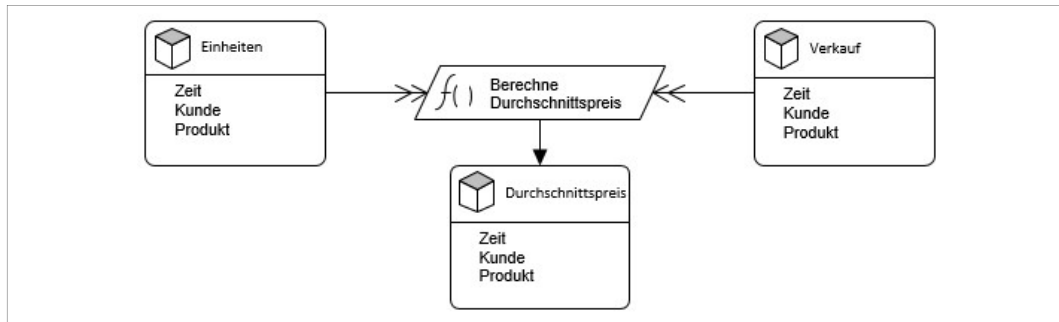 Einheiten
Zeit
Kunde
Produkt
f()
Berechne
Durchschnittspreis
Verkauf
Zeit
Kunde
Produkt
Durchschnittspreis
Zeit
Kunde
Produkt